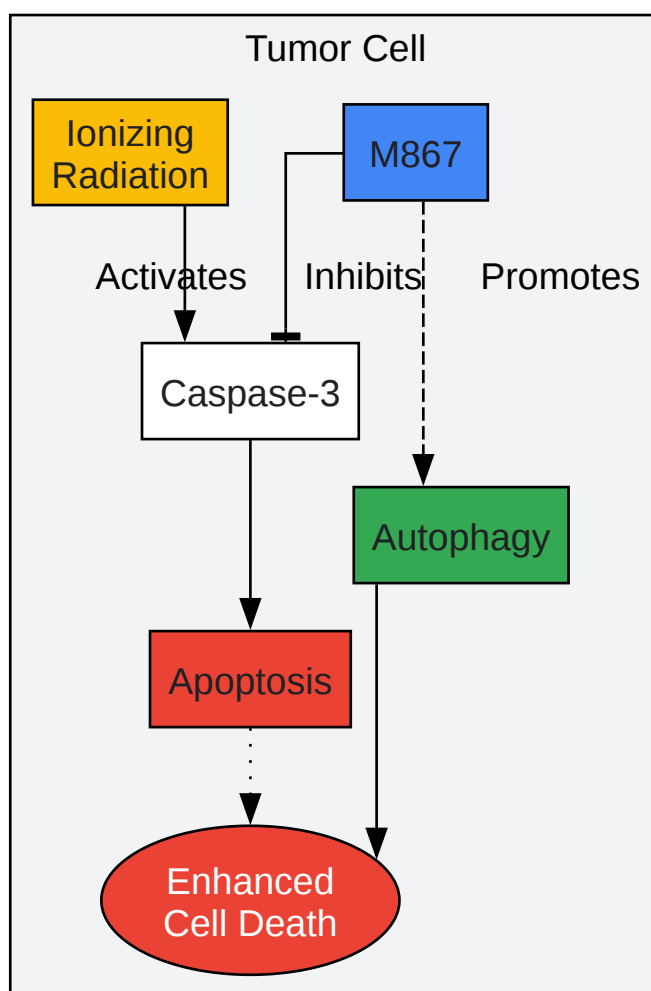 Tumor Cell
Ionizing
Radiation
M867
Activates
Inhibits
Promotes
Caspase-3
Autophagy
Apoptosis
Enhanced
Cell Death